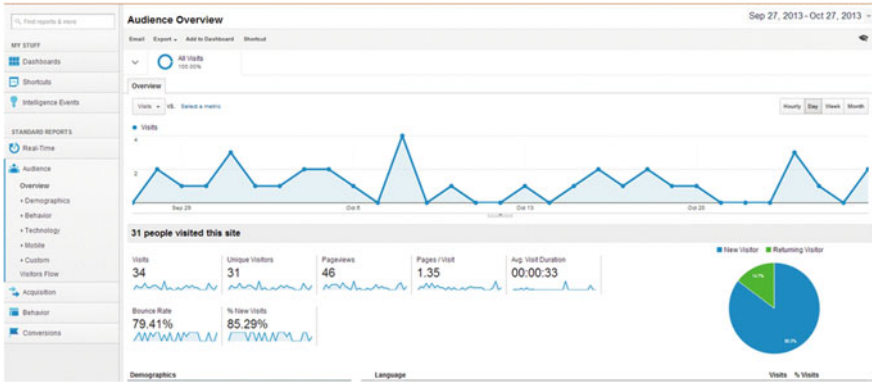 Find reports & more
Audience Overview
Sep 27, 2013 - Oct 27, 2013
Email Export Add to Dashboard Shortcut
MY STUFF
Dashboards
Shortcuts
Intelligence Events
STANDARD REPORTS
Real-Time
Audience
Overview
Demographics
Behavior
Technology
Mobile
Custom
Visitors Flow
Acquisition
Behavior
Conversions
All Visits
100.00%
Overview
Visits VS. Select a metric
Hourly Day Week Month
Visits
4
2
Sep 29 Oct 6 Oct 13 Oct 20
31 people visited this site
New Visitor Returning Visitor
Visits
34
Unique Visitors
31
Pageviews
46
Pages / Visit
1.35
Avg. Visit Duration
00:00:33
Bounce Rate
79.41%
% New Visits
85.29%
14.7%
Demographics
Language
Visits % Visits